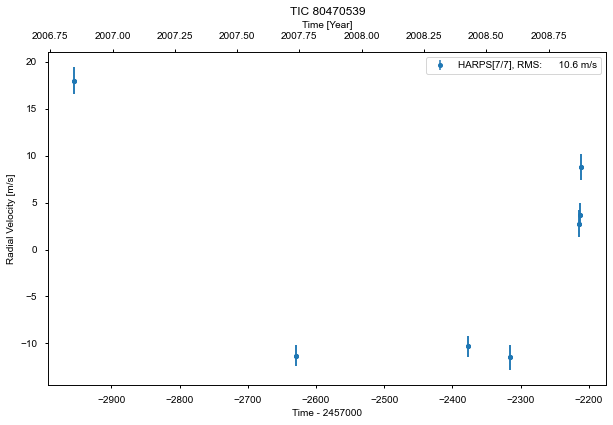 TIC 80470539
Time [Year]
2006.75 2007.00 2007.25 2007.50 2007.75 2008.00 2008.25 2008.50 2008.75
HARPS[7/7], RMS: 10.6 m/s
20
15
10
5
0
−5
−10
Radial Velocity [m/s]
−2900 −2800 −2700 −2600 −2500 −2400 −2300 −2200
Time - 2457000